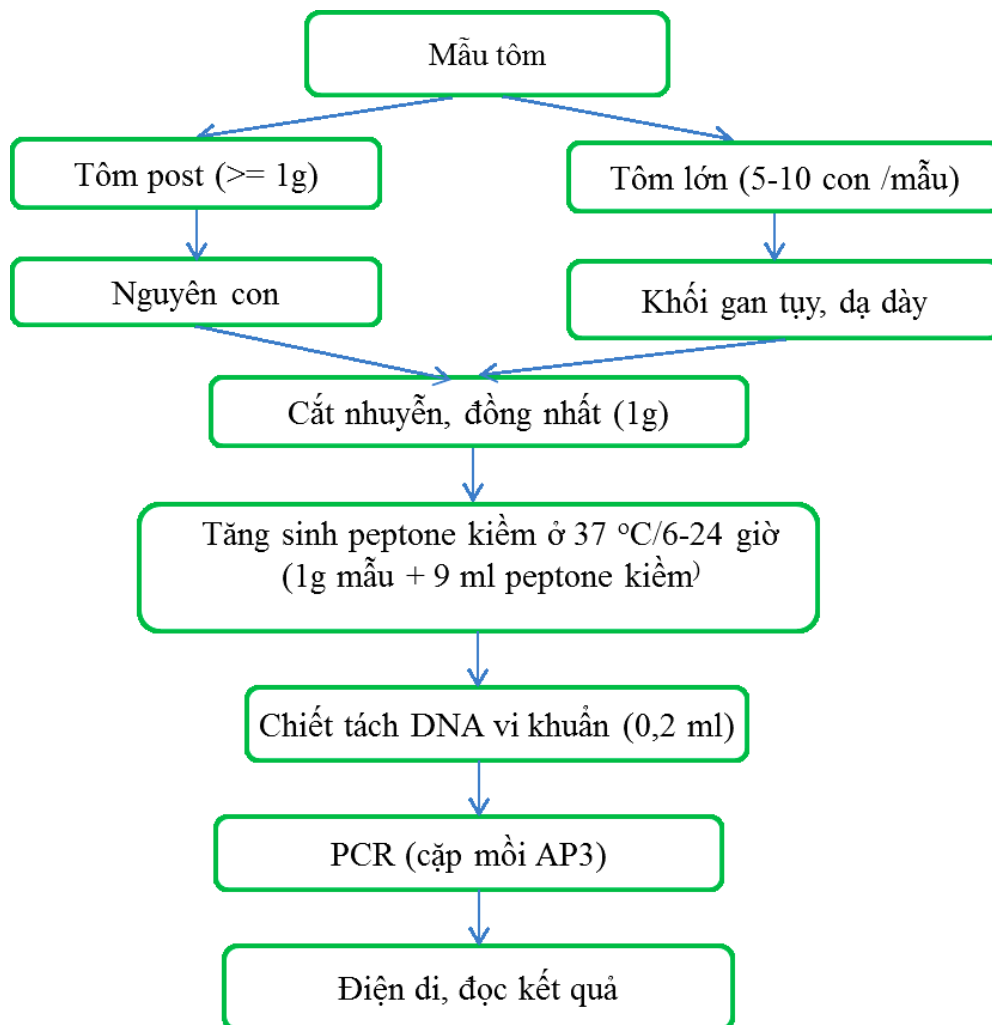 Mẫu tôm
Tôm post (>= 1g)
Tôm lớn (5-10 con /mẫu)
Nguyên con
Khối gan tụy, dạ dày
Cắt nhuyễn, đồng nhất (1g)
Tăng sinh peptone kiềm ở 37 ºC/6-24 giờ
(1g mẫu + 9 ml peptone kiềm)
Chiết tách DNA vi khuẩn (0,2 ml)
PCR (cặp mồi AP3)
Điện di, đọc kết quả